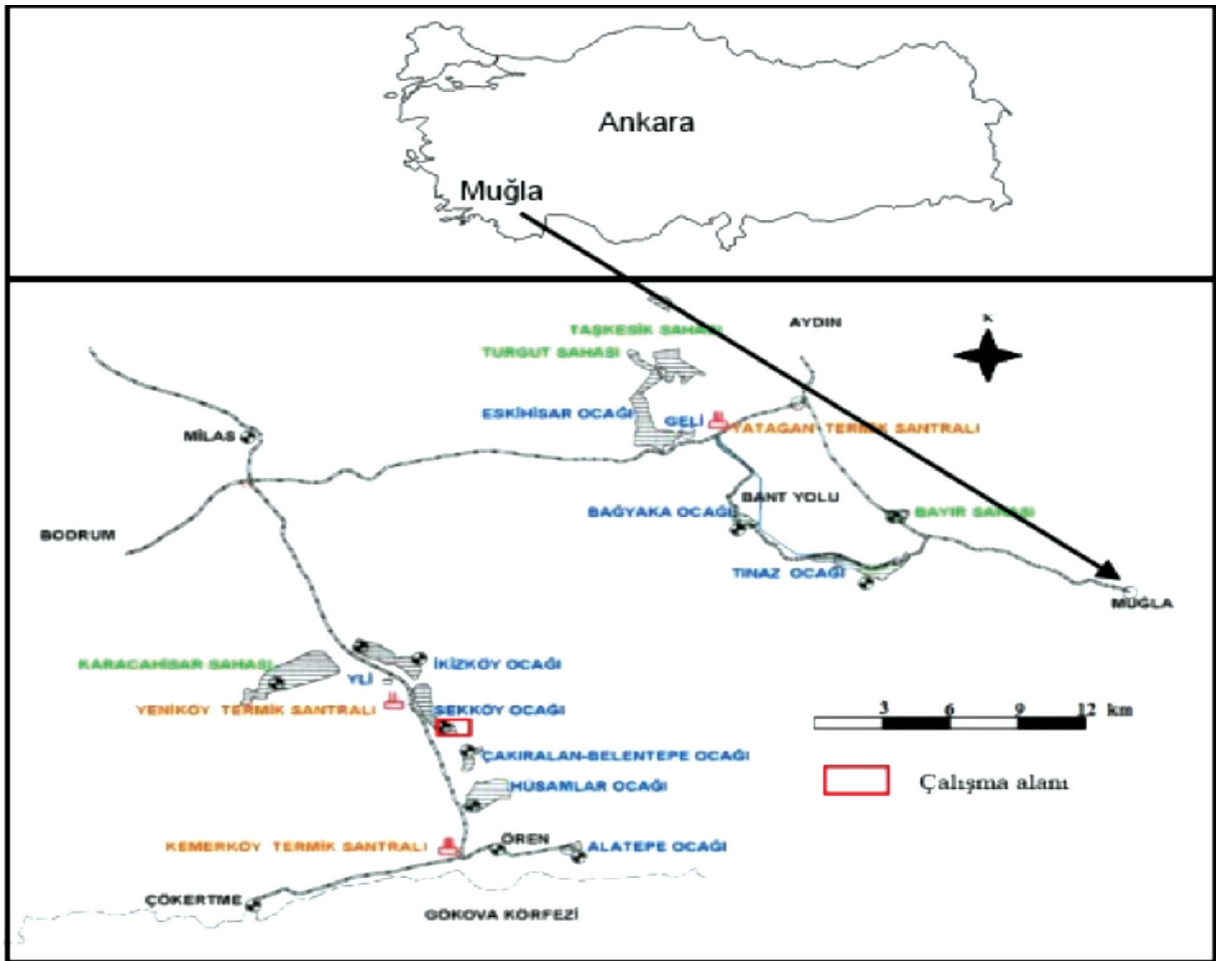 Ankara
Muğla
TAŞKESİK SAHASI
AYDIN
K
TURGUT SAHASI
ESKİHİSAR OCAĞI
GELİ
YATAĞAN TERMİK SANTRALI
MİLAS
BANT YOLU
BAĞYAKA OCAĞI
BAYIR SAHASI
BODRUM
TINAZ OCAĞI
MUĞLA
KARACAHİSAR SAHASI
İKİZKÖY OCAĞI
YLİ
YENİKÖY TERMİK SANTRALI
SEKKÖY OCAĞI
3 6 9 12 km
ÇAKIRALAN-BELENTEPE OCAĞI
HÜSAMLAR OCAĞI
Çalışma alanı
KEMERKÖY TERMİK SANTRALI
ÖREN
ALATEPE OCAĞI
ÇÖKERTME
GÖKOVA KÖRFEZİ